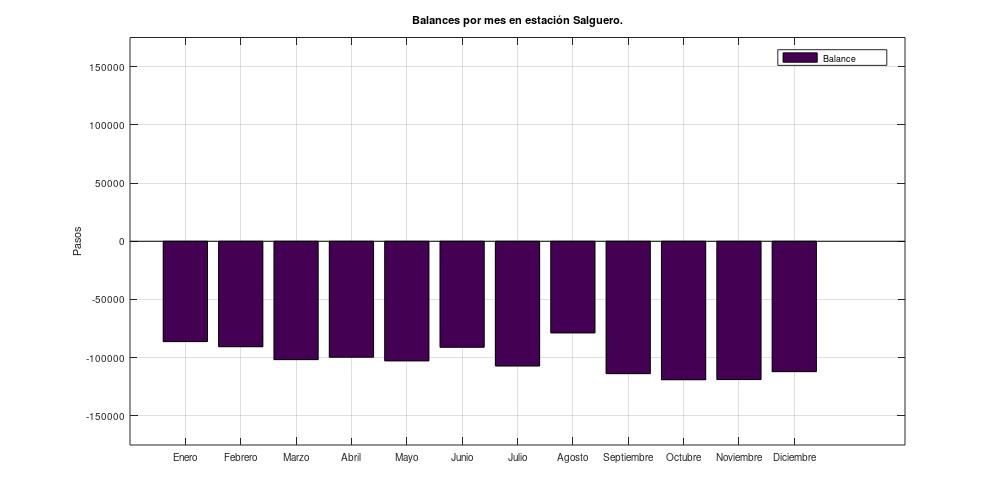 Balances por mes en estación Salguero.
Balance
150000
100000
50000
0
-50000
-100000
-150000
Pasos
Enero Febrero Marzo Abril Mayo Junio Julio Agosto Septiembre Octubre Noviembre Diciembre